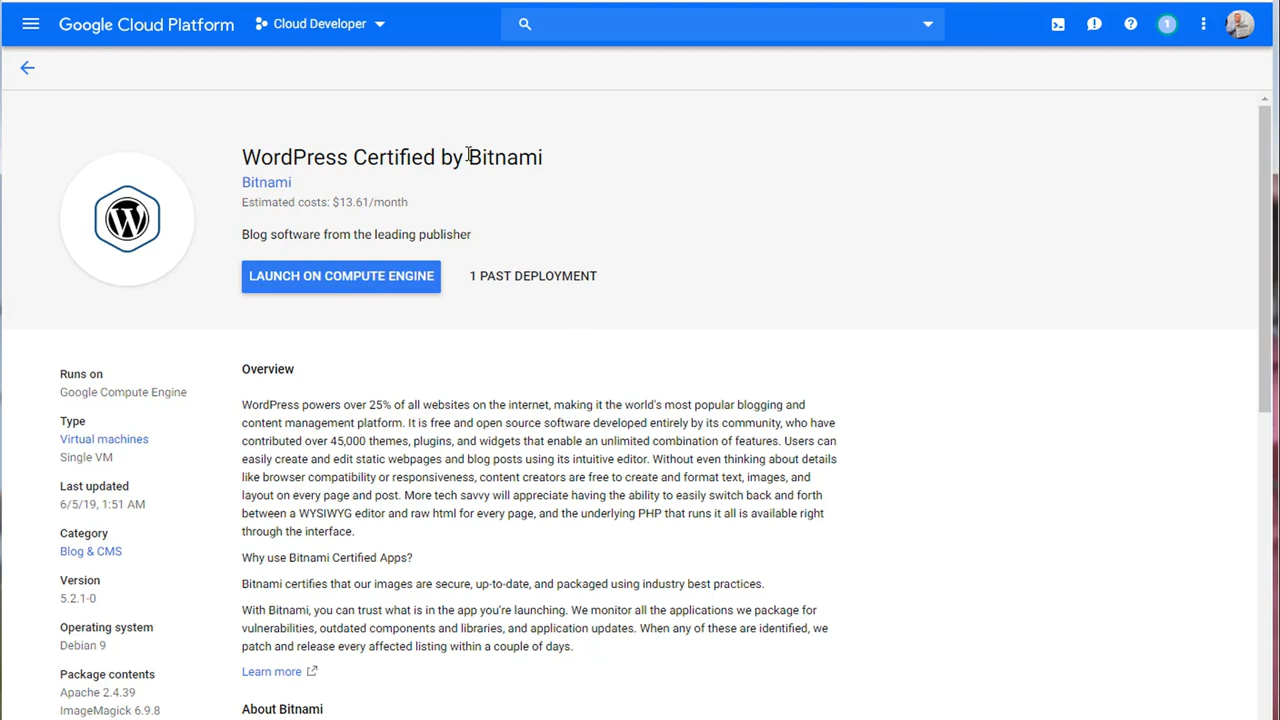 Google Cloud Platform
Cloud Developer
1
WordPress Certified by Bitnami
Bitnami
Estimated costs: $13.61/month
Blog software from the leading publisher
LAUNCH ON COMPUTE ENGINE
1 PAST DEPLOYMENT
Runs on
Google Compute Engine
Type
Virtual machines
Single VM
Last updated
6/5/19, 1:51 AM
Category
Blog & CMS
Version
5.2.1-0
Operating system
Debian 9
Package contents
Apache 2.4.39
ImageMagick 6.9.8
Overview
WordPress powers over 25% of all websites on the internet, making it the world's most popular blogging and
content management platform. It is free and open source software developed entirely by its community, who have
contributed over 45,000 themes, plugins, and widgets that enable an unlimited combination of features. Users can
easily create and edit static webpages and blog posts using its intuitive editor. Without even thinking about details
like browser compatibility or responsiveness, content creators are free to create and format text, images, and
layout on every page and post. More tech savvy will appreciate having the ability to easily switch back and forth
between a WYSIWYG editor and raw html for every page, and the underlying PHP that runs it all is available right
through the interface.
Why use Bitnami Certified Apps?
Bitnami certifies that our images are secure, up-to-date, and packaged using industry best practices.
With Bitnami, you can trust what is in the app you're launching. We monitor all the applications we package for
vulnerabilities, outdated components and libraries, and application updates. When any of these are identified, we
patch and release every affected listing within a couple of days.
Learn more
About Bitnami